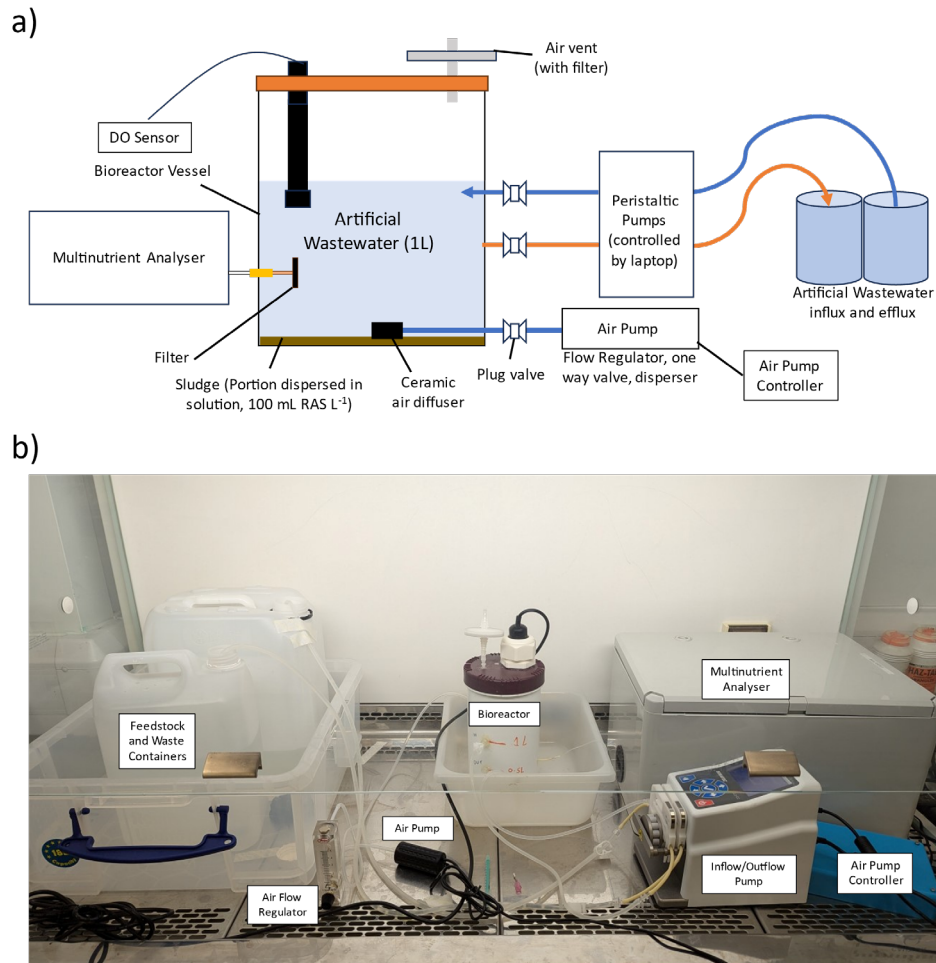 a)
Air vent
(with filter)
DO Sensor
Bioreactor Vessel
Artificial
Wastewater (1L)
Peristaltic
Pumps
(controlled
by laptop)
Multinutrient Analyser
Artificial Wastewater
influx and efflux
Filter
Sludge (Portion dispersed in
solution, 100 mL RAS L⁻¹)
Ceramic
air diffuser
Plug valve
Air Pump
Flow Regulator, one
way valve, disperser
Air Pump
Controller
b)
Multinutrient
Analyser
Bioreactor
1L
Feedstock
and Waste
Containers
Air Pump
Air Flow
Regulator
Inflow/Outflow
Pump
Air Pump
Controller